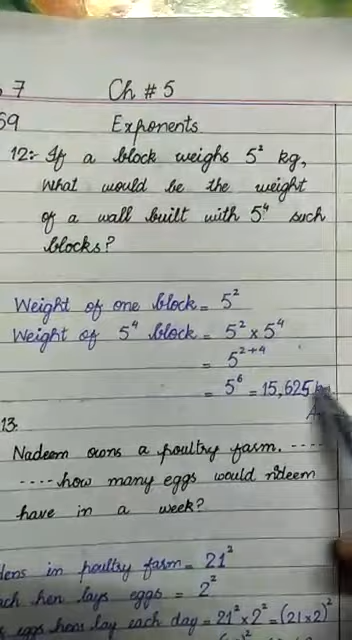 7 Ch # 5
59 Exponents
12:- If a block weighs 5² kg,
what would be the weight
of a wall built with 5⁴ such
blocks?
Weight of one block = 5²
Weight of 5⁴ block = 5² × 5⁴
= 5²⁺⁴
= 5⁶ = 15,625
13.
Nadeem owns a poultry farm. ----
---- how many eggs would ndeem
have in a week?
in poultry farm = 21²
hen lays eggs = 2²
eggs hens lay each day = 21² × 2² = (21 × 2)²